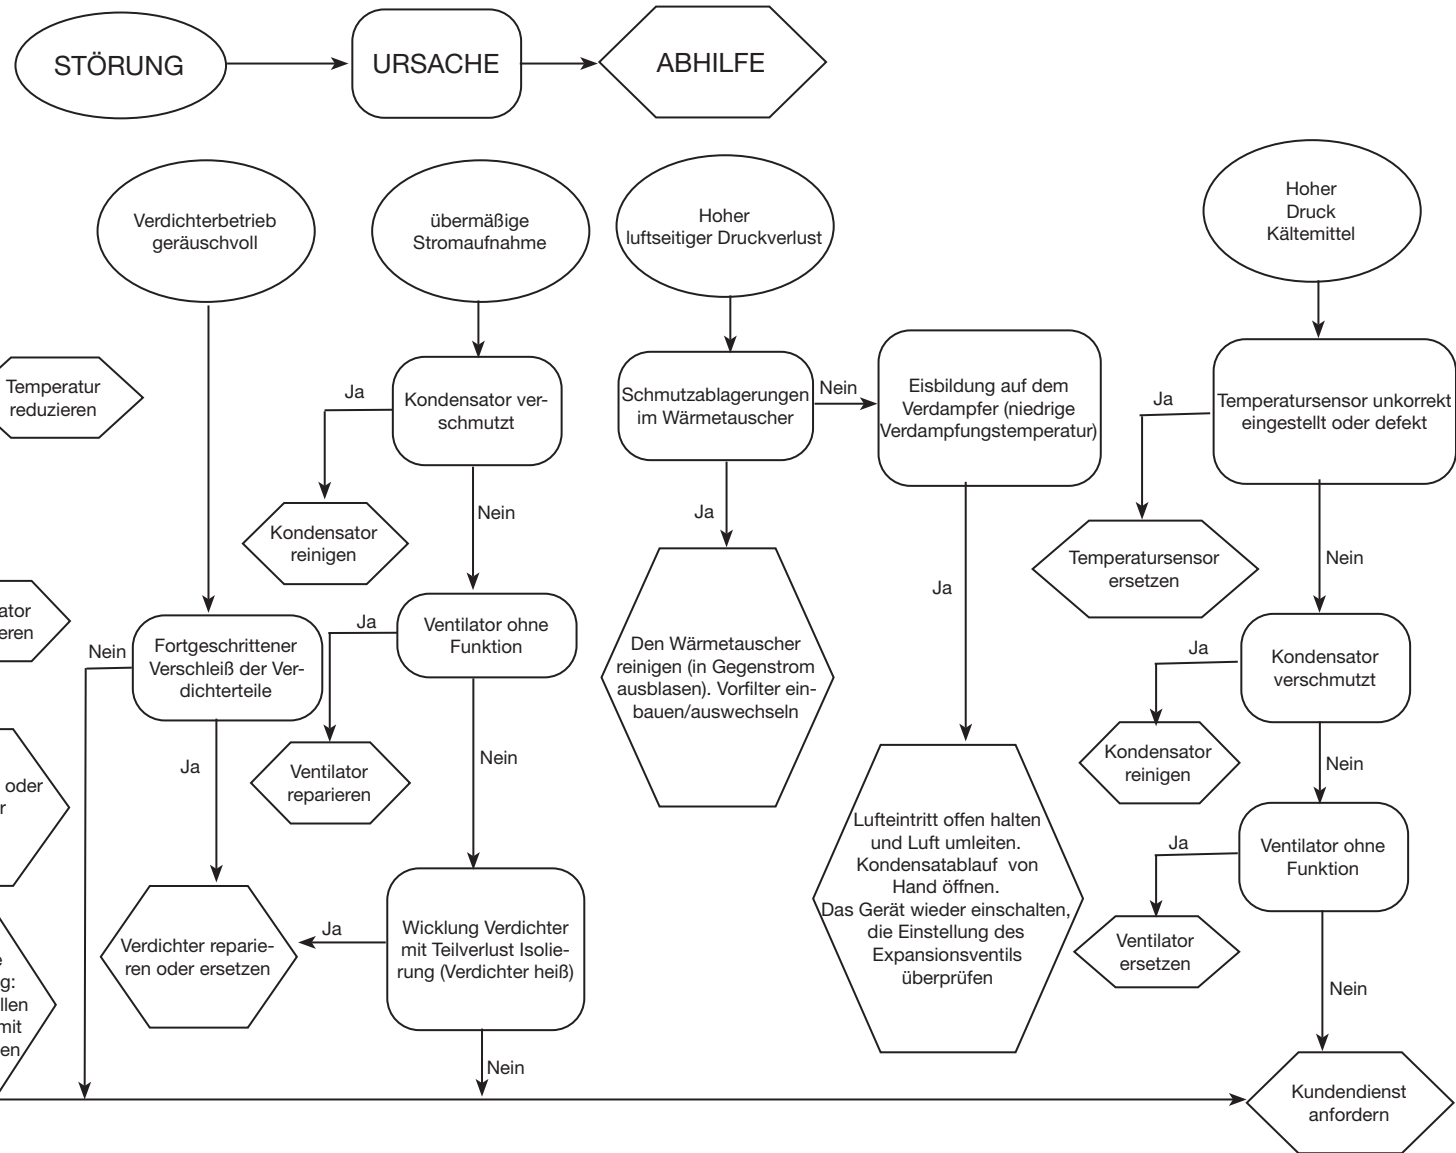 STÖRUNG
URSACHE
ABHILFE
Verdichterbetrieb
geräuschvoll
übermäßige
Stromaufnahme
Hoher
luftseitiger Druckverlust
Hoher
Druck
Kältemittel
Temperatur
reduzieren
Ja
Kondensator ver-
schmutzt
Schmutzablagerungen
im Wärmetauscher
Nein
Eisbildung auf dem
Verdampfer (niedrige
Verdampfungstemperatur)
Ja
Temperatursensor unkorrekt
eingestellt oder defekt
Kondensator
reinigen
Nein
Ja
Temperatursensor
ersetzen
Nein
Ja
ator
eren
Nein
Fortgeschrittener
Verschleiß der Ver-
dichterteile
Ja
Ventilator ohne
Funktion
Den Wärmetauscher
reinigen (in Gegenstrom
ausblasen). Vorfilter ein-
bauen/auswechseln
Ja
Kondensator
verschmutzt
Ja
Ventilator
reparieren
Nein
Kondensator
reinigen
Nein
oder
r
Lufteintritt offen halten
und Luft umleiten.
Kondensatablauf von
Hand öffnen.
Das Gerät wieder einschalten,
die Einstellung des
Expansionsventils
überprüfen
Ja
Ventilator ohne
Funktion
Verdichter reparie-
ren oder ersetzen
Ja
Wicklung Verdichter
mit Teilverlust Isolie-
rung (Verdichter heiß)
Ventilator
ersetzen
Nein
e
g:
llen
mit
en
Nein
Kundendienst
anfordern